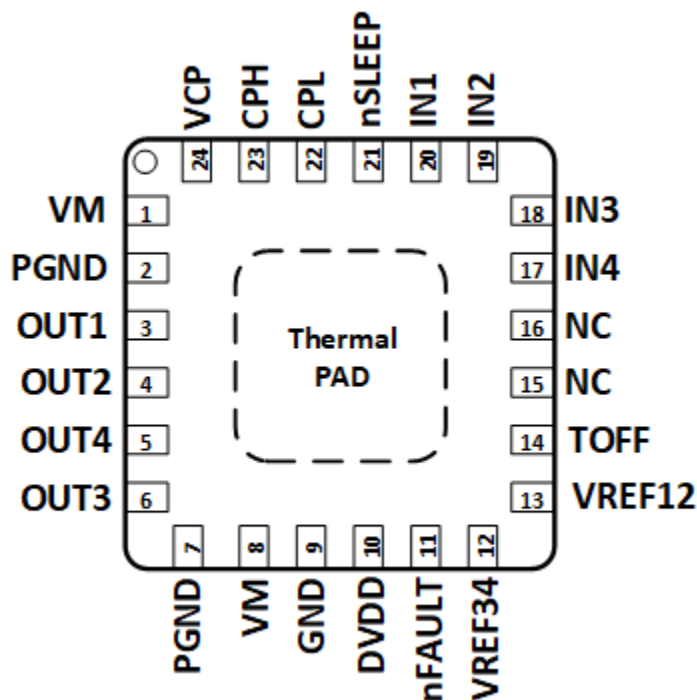 VCP CPH CPL nSLEEP IN1 IN2
24 23 22 21 20 19
VM 1 18 IN3
PGND 2 17 IN4
OUT1 3 16 NC
OUT2 4 15 NC
OUT4 5 14 TOFF
OUT3 6 13 VREF12
Thermal
PAD
7 8 9 10 11 12
PGND VM GND DVDD nFAULT VREF34